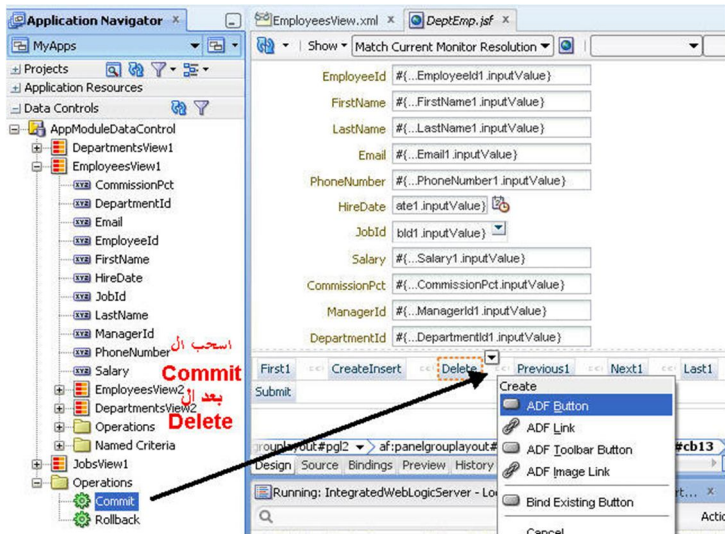 Application Navigator x
EmployeesView.xml x DeptEmp.jsf x
MyApps
Show Match Current Monitor Resolution
Projects
Application Resources
Data Controls
AppModuleDataControl
DepartmentsView1
EmployeesView1
CommissionPct
DepartmentId
Email
EmployeeId
FirstName
HireDate
JobId
LastName
ManagerId
PhoneNumber
Salary
EmployeesView2
DepartmentsView2
Operations
Named Criteria
JobsView1
Operations
Commit
Rollback
اسحب ال
Commit
بعد ال
Delete
EmployeeId #{...EmployeeId1.inputValue}
FirstName #{...FirstName1.inputValue}
LastName #{...LastName1.inputValue}
Email #{...Email1.inputValue}
PhoneNumber #{...PhoneNumber1.inputValue}
HireDate ate1.inputValue}
JobId bId1.inputValue}
Salary #{...Salary1.inputValue}
CommissionPct #{...CommissionPct.inputValue}
ManagerId #{...ManagerId1.inputValue}
DepartmentId #{...DepartmentId1.inputValue}
First1 CreateInsert Delete Previous1 Next1 Last1
Submit
Create
ADF Button
ADF Link
ADF Toolbar Button
ADF Image Link
Bind Existing Button
Cancel
grouplayout#pgl2 af:panelgrouplayout# #cb13
Design Source Bindings Preview History
Running: IntegratedWebLogicServer - Lo rt... x
Actio